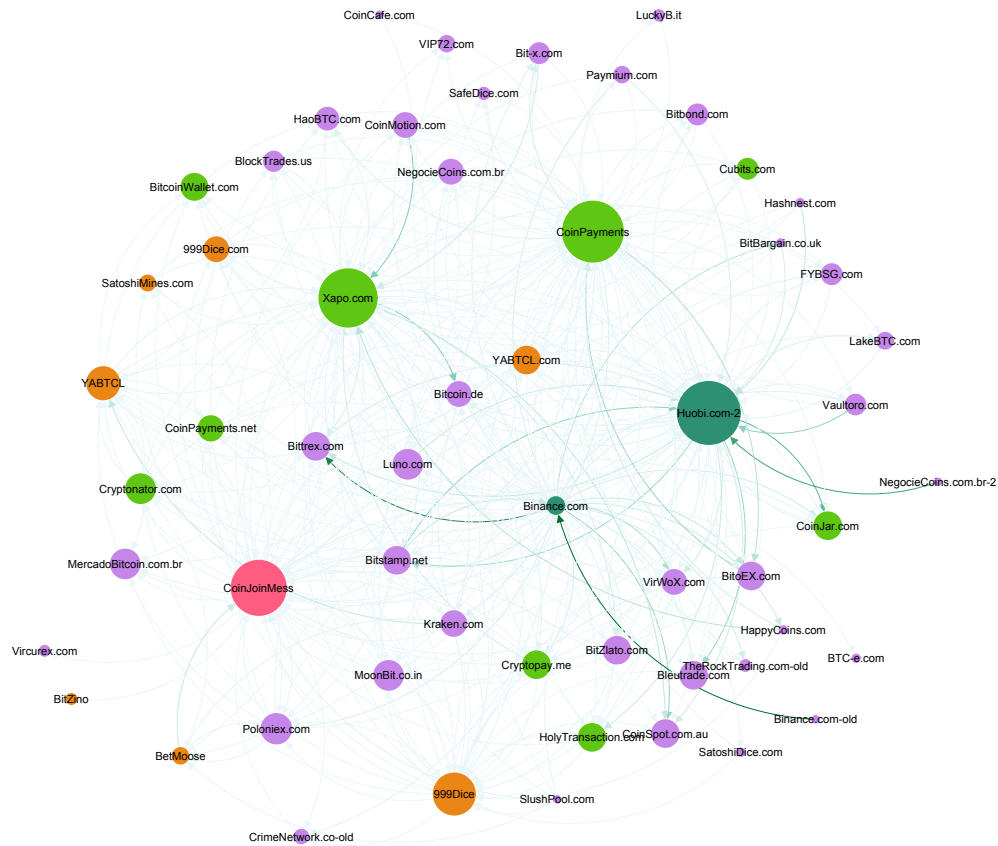 CoinCafe.com
LuckyB.it
VIP72.com
Bit-x.com
Paymium.com
SafeDice.com
Bitbond.com
HaoBTC.com
CoinMotion.com
BlockTrades.us
NegocieCoins.com.br
Cubits.com
BitcoinWallet.com
Hashnest.com
CoinPayments
BitBargain.co.uk
999Dice.com
FYBSG.com
SatoshiMines.com
Xapo.com
LakeBTC.com
YABTCL.com
YABTCL
Bitcoin.de
Vaultoro.com
Huobi.com-2
CoinPayments.net
Bittrex.com
Luno.com
NegocieCoins.com.br-2
Cryptonator.com
Binance.com
CoinJar.com
Bitstamp.net
MercadoBitcoin.com.br
VirWoX.com
BitoEX.com
CoinJoinMess
Kraken.com
HappyCoins.com
Vircurex.com
BitZlato.com
BTC-e.com
Cryptopay.me
TheRockTrading.com-old
MoonBit.co.in
Bleutrade.com
BitZino
Binance.com-old
Poloniex.com
HolyTransaction.com
CoinSpot.com.au
SatoshiDice.com
BetMoose
999Dice
SlushPool.com
CrimeNetwork.co-old